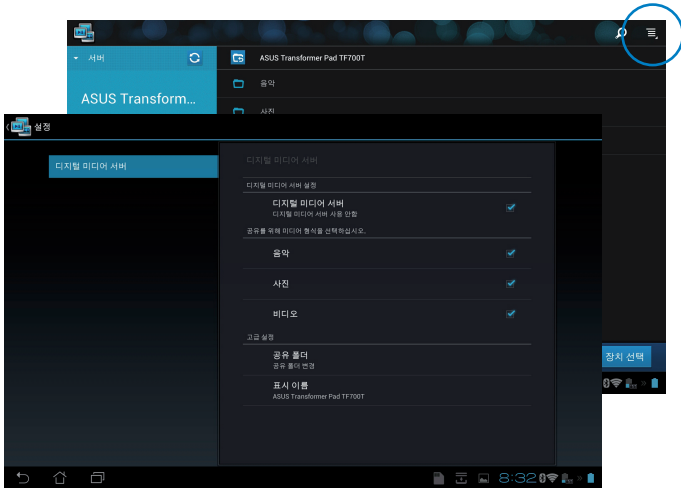 서버
ASUS Transformer Pad TF700T
음악
ASUS Transform...
사진
설정
디지털 미디어 서버
디지털 미디어 서버
디지털 미디어 서버 설정
디지털 미디어 서버
디지털 미디어 서버 사용 안함
공유를 위해 미디어 형식을 선택하십시오.
음악
사진
비디오
고급 설정
공유 폴더
공유 폴더 변경
표시 이름
ASUS Transformer Pad TF700T
장치 선택
8:32